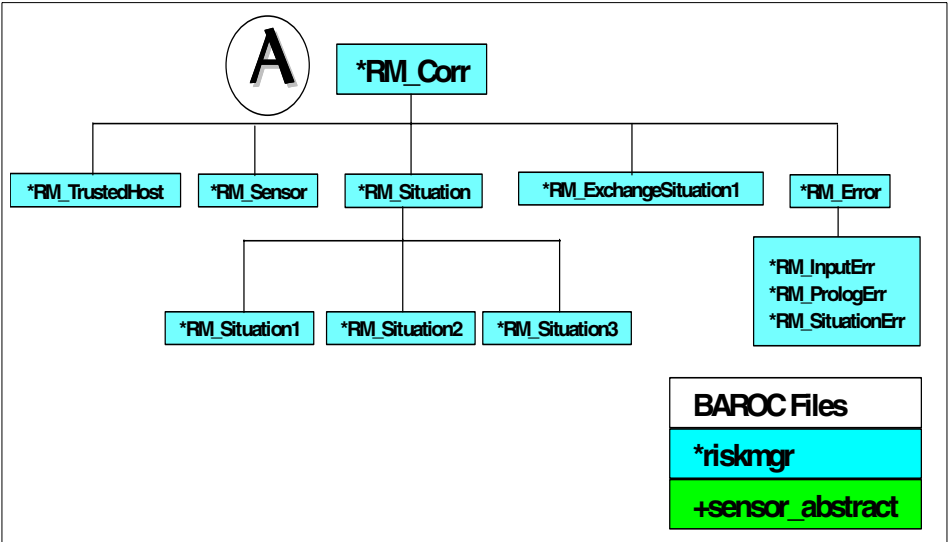 A
*RM_Corr
*RM_TrustedHost
*RM_Sensor
*RM_Situation
*RM_ExchangeSituation1
*RM_Error
*RM_InputErr
*RM_PrologErr
*RM_SituationErr
*RM_Situation1
*RM_Situation2
*RM_Situation3
BAROC Files
*riskmgr
+sensor_abstract